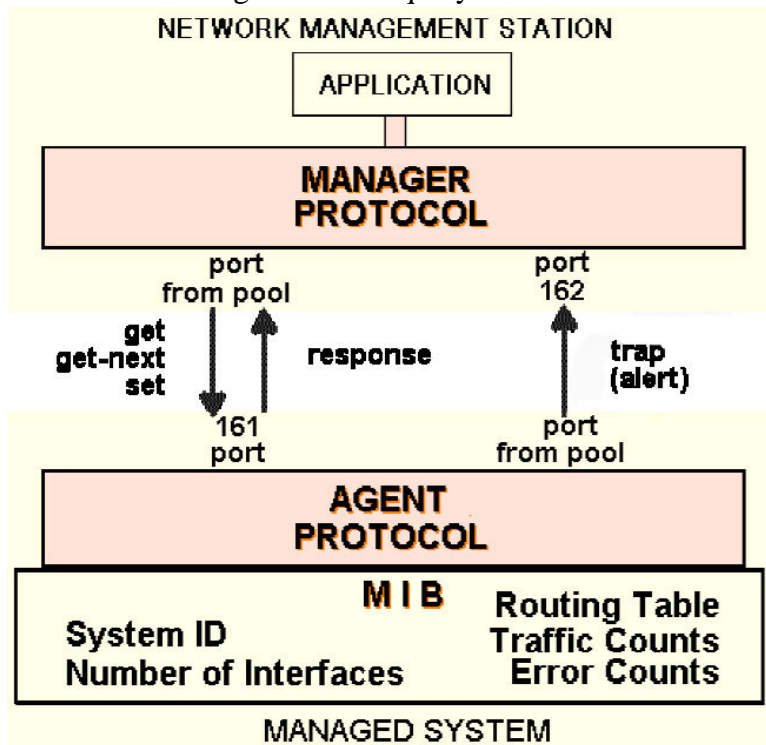 NETWORK MANAGEMENT STATION
APPLICATION
MANAGER
PROTOCOL
port
from pool
port
162
get
get-next
set
response
trap
(alert)
161
port
port
from pool
AGENT
PROTOCOL
M I B
System ID
Number of Interfaces
Routing Table
Traffic Counts
Error Counts
MANAGED SYSTEM